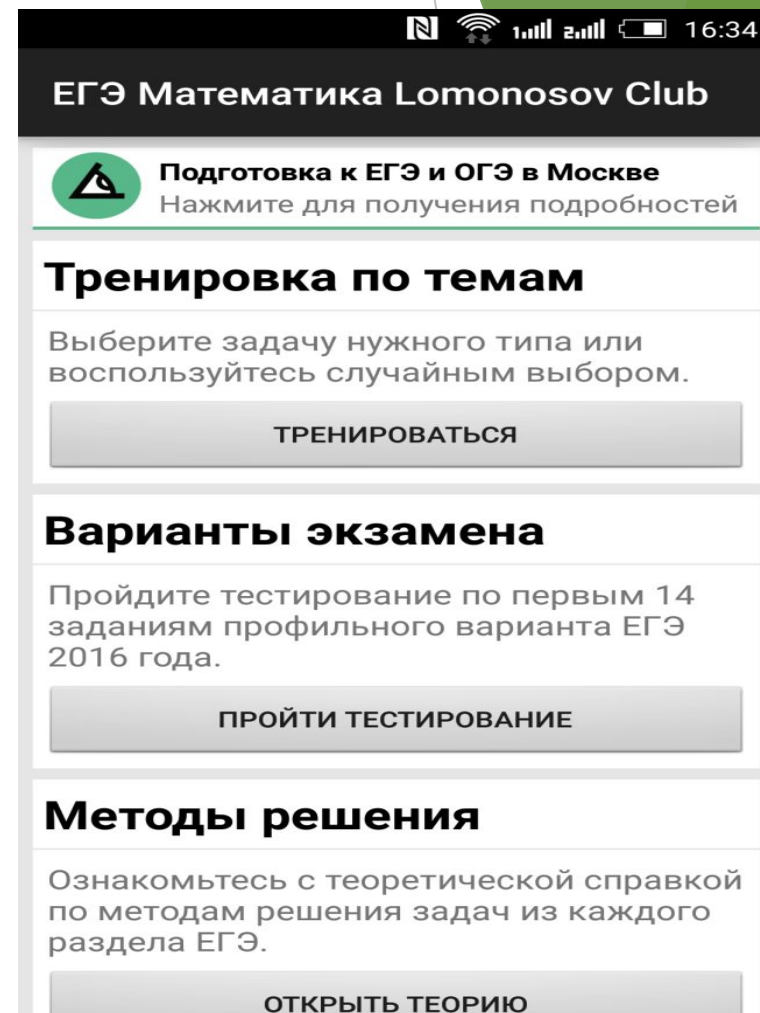 16:34
ЕГЭ Математика Lomonosov Club
Подготовка к ЕГЭ и ОГЭ в Москве
Нажмите для получения подробностей
Тренировка по темам
Выберите задачу нужного типа или
воспользуйтесь случайным выбором.
ТРЕНИРОВАТЬСЯ
Варианты экзамена
Пройдите тестирование по первым 14
заданиям профильного варианта ЕГЭ
2016 года.
ПРОЙТИ ТЕСТИРОВАНИЕ
Методы решения
Ознакомьтесь с теоретической справкой
по методам решения задач из каждого
раздела ЕГЭ.
ОТКРЫТЬ ТЕОРИЮ